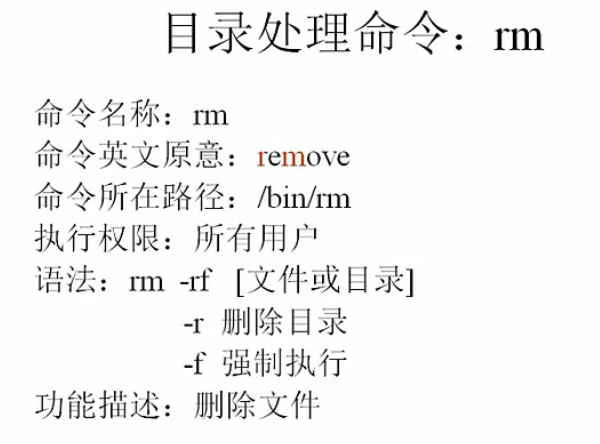 目录处理命令：rm
命令名称：rm
命令英文原意：remove
命令所在路径：/bin/rm
执行权限：所有用户
语法：rm -rf [文件或目录]
-r 删除目录
-f 强制执行
功能描述：删除文件